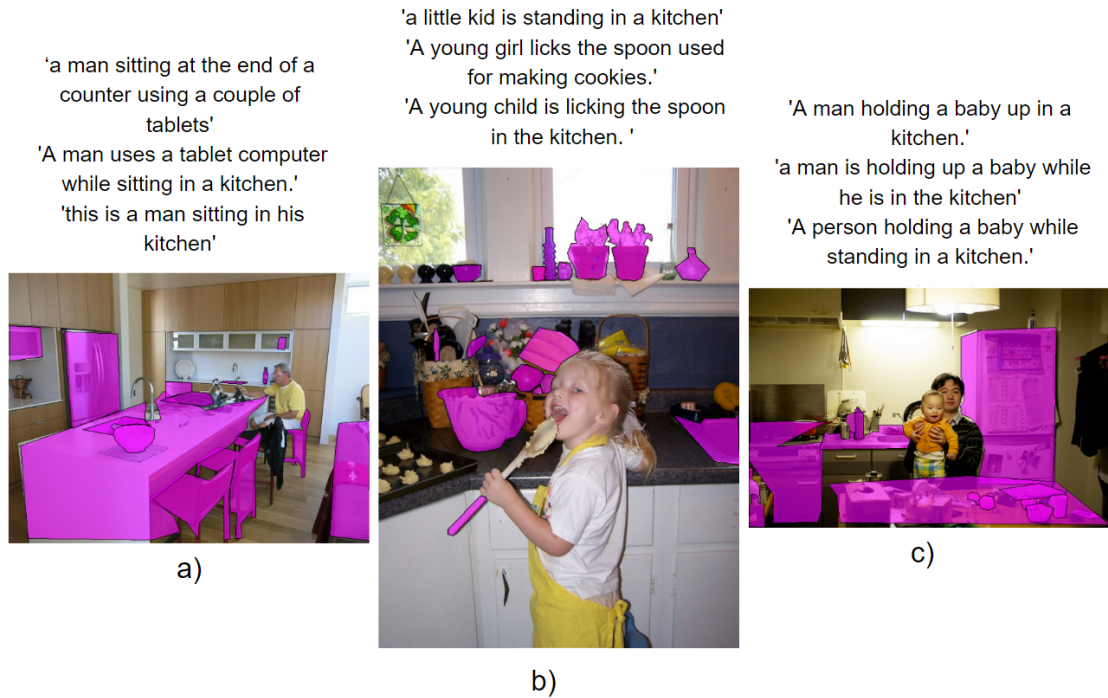 ‘a man sitting at the end of a
counter using a couple of
tablets'
'A man uses a tablet computer
while sitting in a kitchen.'
'this is a man sitting in his
kitchen'
a)
'a little kid is standing in a kitchen'
'A young girl licks the spoon used
for making cookies.'
'A young child is licking the spoon
in the kitchen. '
b)
'A man holding a baby up in a
kitchen.'
'a man is holding up a baby while
he is in the kitchen'
'A person holding a baby while
standing in a kitchen.'
c)